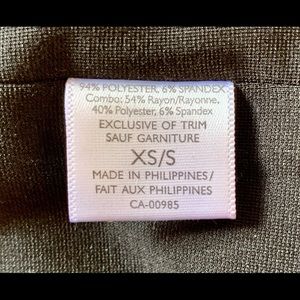 94% POLYESTER, 6% SPANDEX
Combo: 54% Rayon/Rayonne,
40% Polyester, 6% Spandex
EXCLUSIVE OF TRIM
SAUF GARNITURE
XS/S
MADE IN PHILIPPINES/
FAIT AUX PHILIPPINES
CA-00985